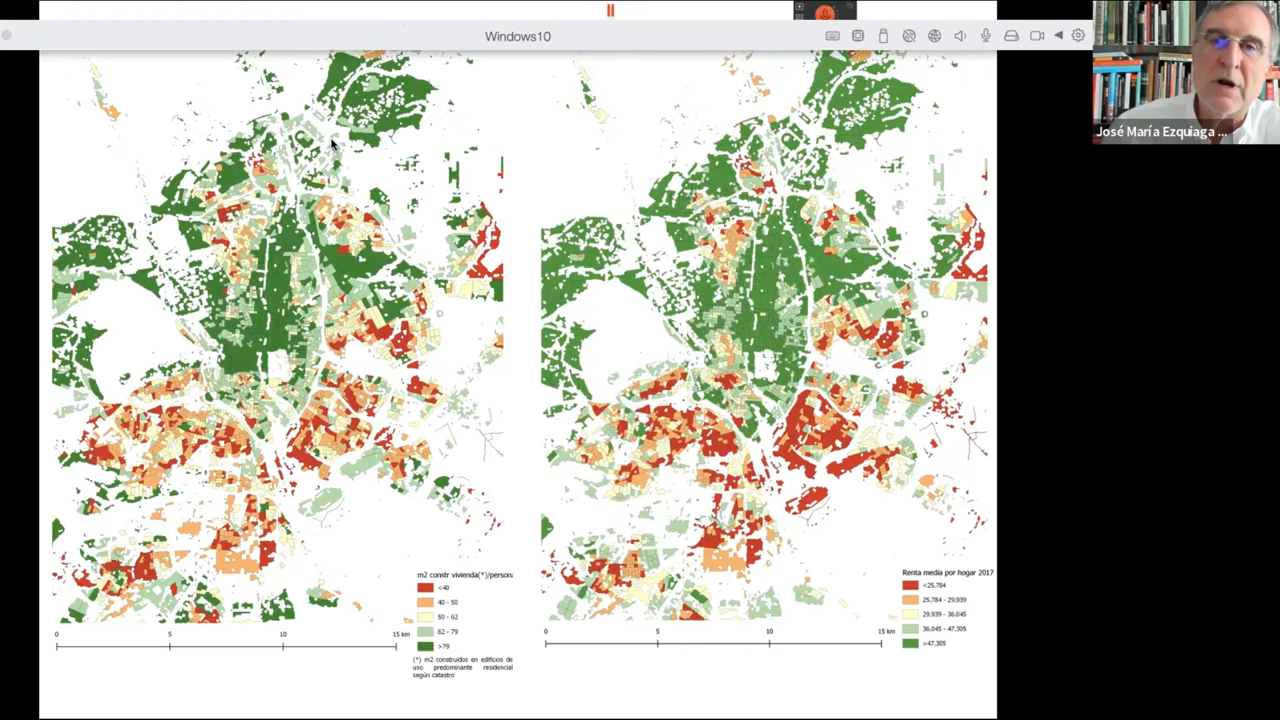 Windows10
José María Ezquiaga ...
m2 constr vivienda(*)/person
<40
40 - 50
50 - 62
62 - 79
>79
(*) m2 construidos en edificios de
uso predominante residencial
según catastro
0 5 10 15 km
Renta media por hogar 2017
<25.784
25.784 - 29.939
29.939 - 36.045
36.045 - 47.305
>47.305
0 5 10 15 km